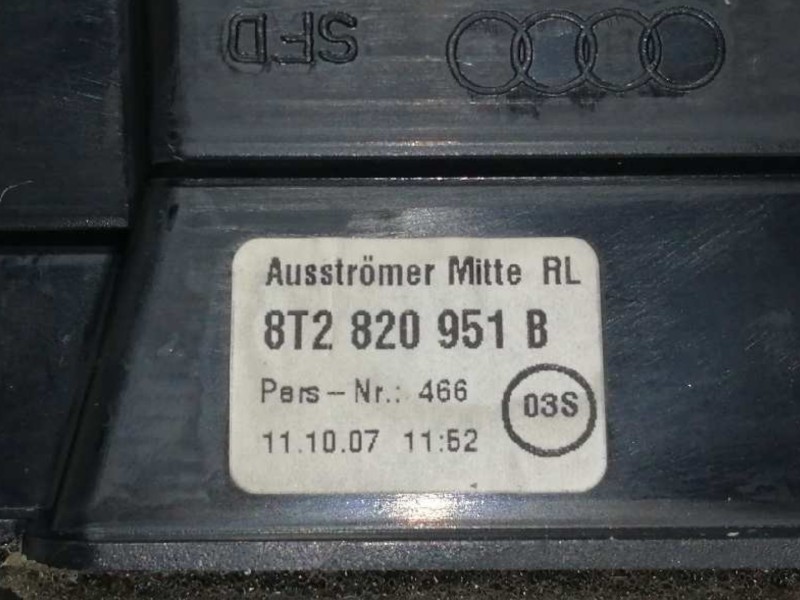 SFD
Ausströmer Mitte RL
8T2 820 951 B
Pers-Nr.: 466
03S
11.10.07 11:52